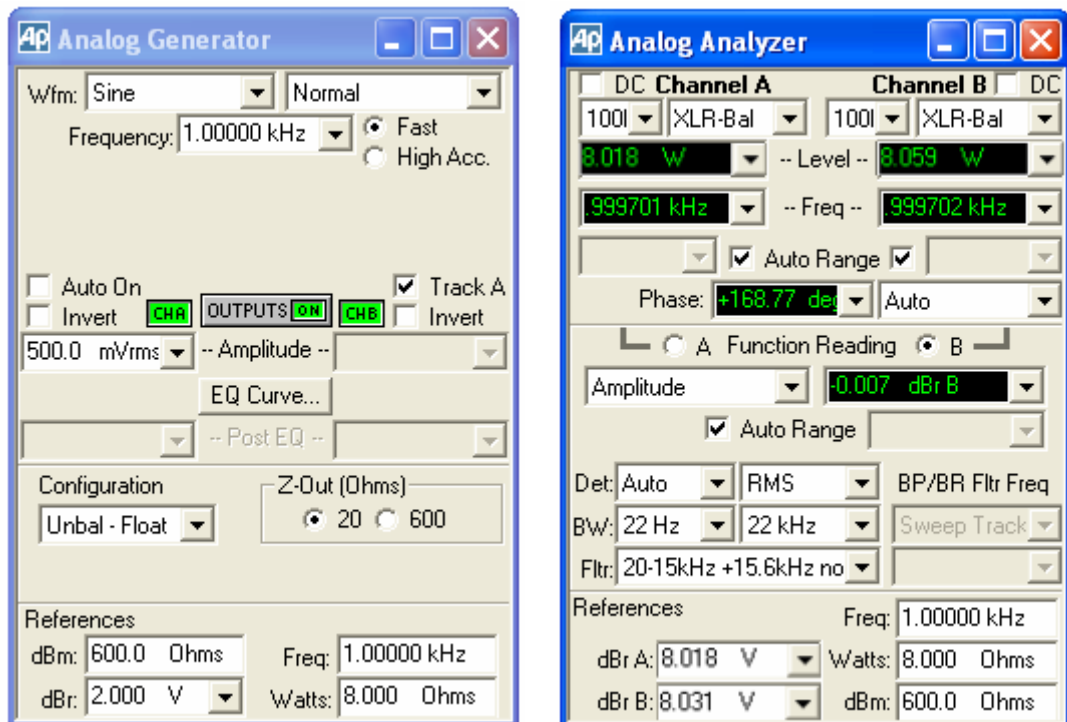 Ap Analog Generator
Wfm: Sine Normal
Frequency: 1.00000 kHz Fast
High Acc.
Auto On Track A
Invert CHA OUTPUTS ON CHB Invert
500.0 mVrms -- Amplitude --
EQ Curve...
-- Post EQ --
Configuration Z-Out (Ohms)
Unbal - Float 20 600
References
dBm: 600.0 Ohms Freq: 1.00000 kHz
dBr: 2.000 V Watts: 8.000 Ohms
Ap Analog Analyzer
DC Channel A Channel B DC
100 XLR-Bal 100 XLR-Bal
8.018 W -- Level -- 8.059 W
.999701 kHz -- Freq -- .999702 kHz
Auto Range
Phase: +168.77 deg Auto
A Function Reading B
Amplitude -0.007 dBr B
Auto Range
Det: Auto RMS BP/BR Fltr Freq
BW: 22 Hz 22 kHz Sweep Track
Fltr: 20-15kHz +15.6kHz no
References Freq: 1.00000 kHz
dBr A: 8.018 V Watts: 8.000 Ohms
dBr B: 8.031 V dBm: 600.0 Ohms